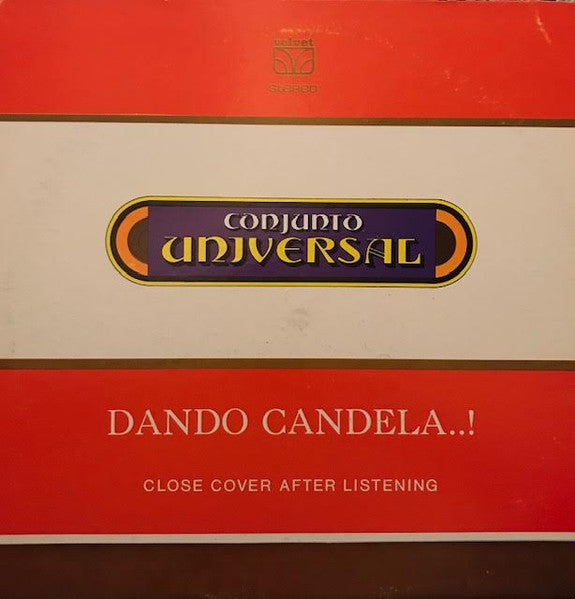 velvet
STEREO
CONJUNTO
UNIVERSAL
DANDO CANDELA..!
CLOSE COVER AFTER LISTENING